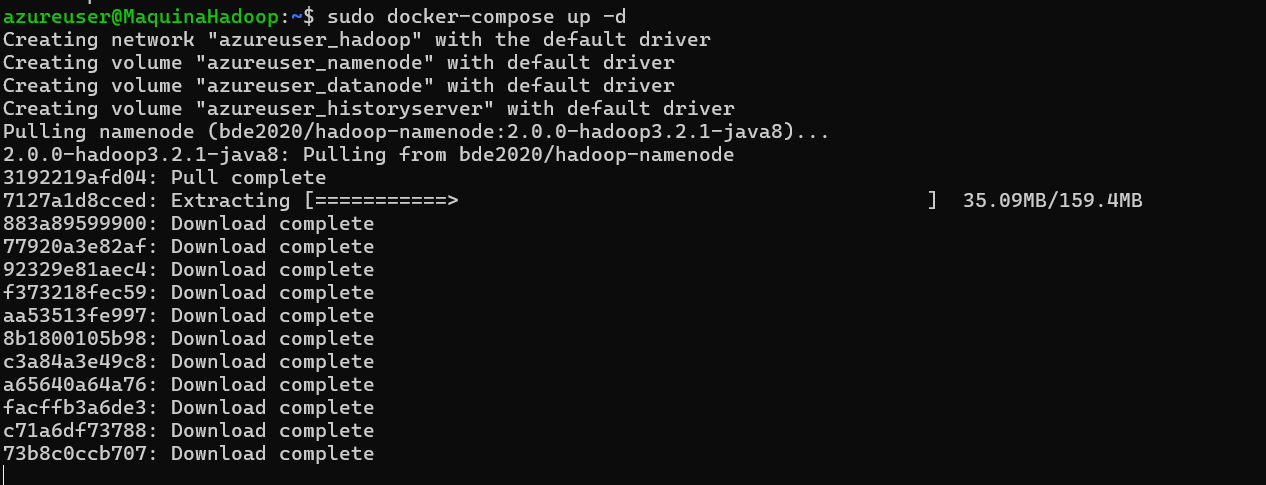 azureuser@MaquinaHadoop:~$ sudo docker-compose up -d
Creating network "azureuser_hadoop" with the default driver
Creating volume "azureuser_namenode" with default driver
Creating volume "azureuser_datanode" with default driver
Creating volume "azureuser_historyserver" with default driver
Pulling namenode (bde2020/hadoop-namenode:2.0.0-hadoop3.2.1-java8)...
2.0.0-hadoop3.2.1-java8: Pulling from bde2020/hadoop-namenode
3192219afd04: Pull complete
7127a1d8cced: Extracting [===========>                                       ]  35.09MB/159.4MB
883a89599900: Download complete
77920a3e82af: Download complete
92329e81aec4: Download complete
f373218fec59: Download complete
aa53513fe997: Download complete
8b1800105b98: Download complete
c3a84a3e49c8: Download complete
a65640a64a76: Download complete
facffb3a6de3: Download complete
c71a6df73788: Download complete
73b8c0ccb707: Download complete